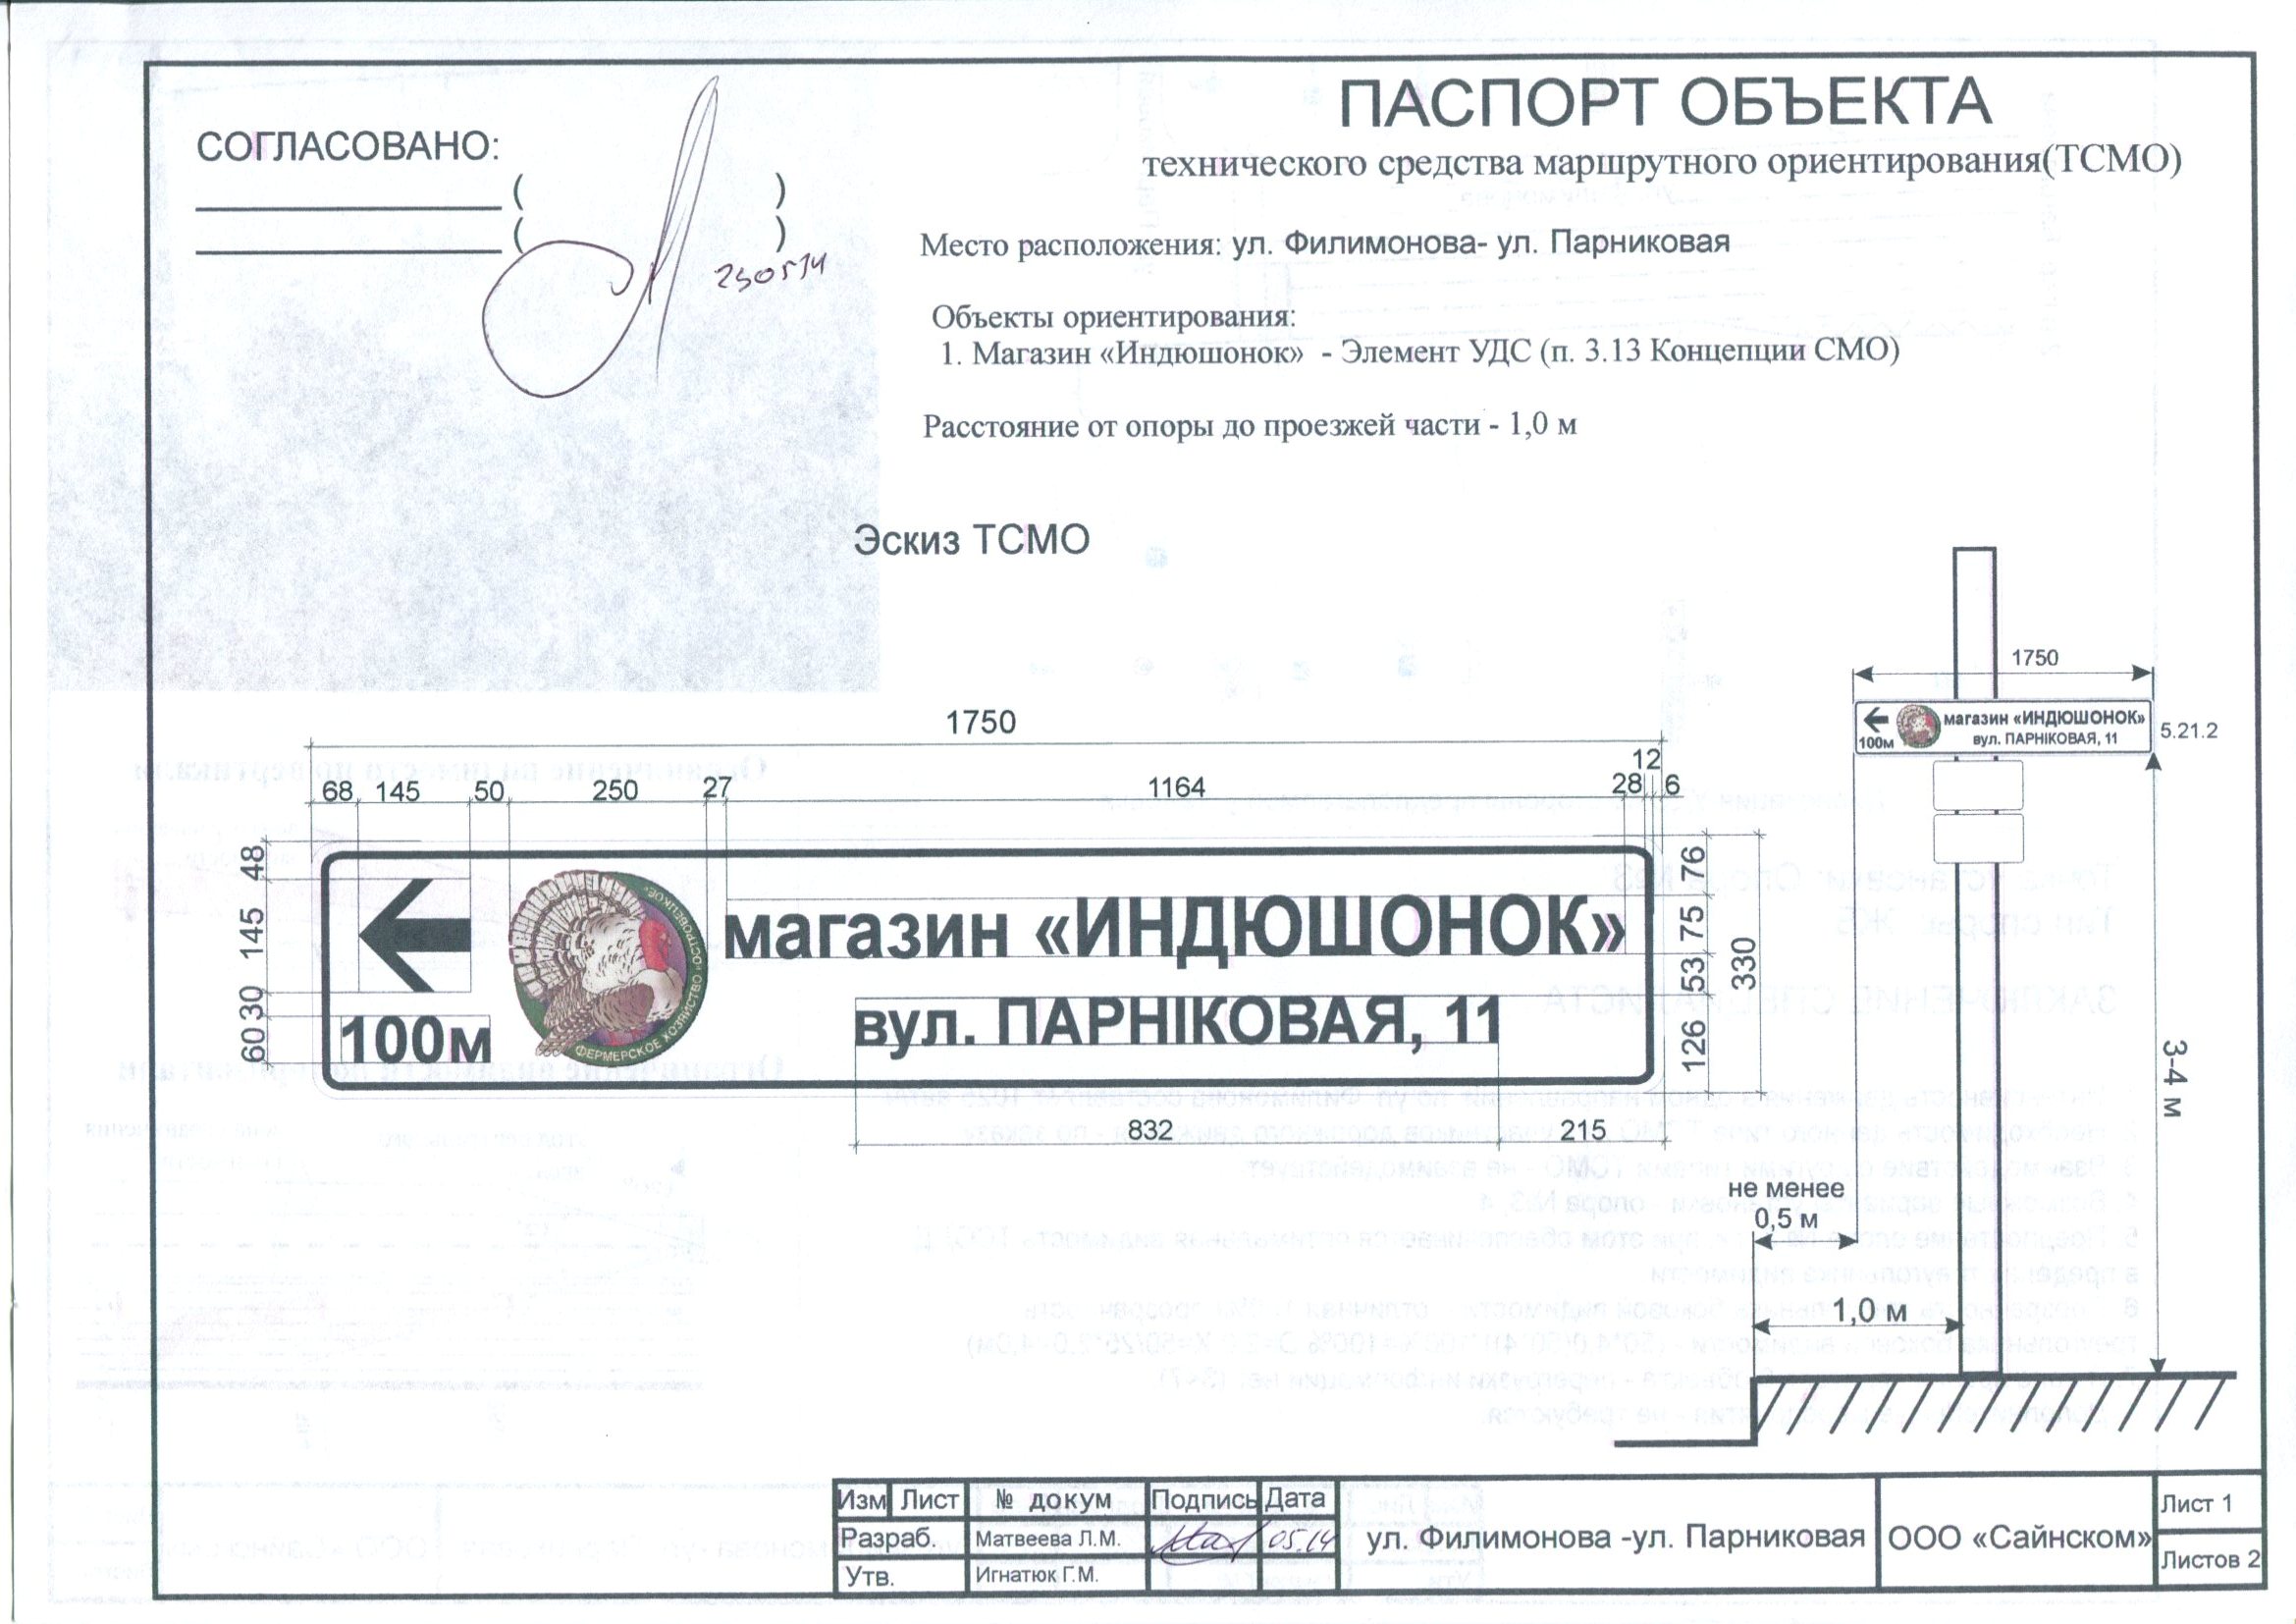 СОГЛАСОВАНО:
( )
( )
230514
ПАСПОРТ ОБЪЕКТА
технического средства маршрутного ориентирования(ТСМО)
Место расположения: ул. Филимонова- ул. Парниковая
Объекты ориентирования:
1. Магазин «Индюшонок» - Элемент УДС (п. 3.13 Концепции СМО)
Расстояние от опоры до проезжей части - 1,0 м
Эскиз ТСМО
1750
12
68 145 50 250 27 1164 28 6
48
145
30
60
100м
ФЕРМЕРСКОЕ ХОЗЯЙСТВО «ОСТРОВЕЦКОЕ»
магазин «ИНДЮШОНОК»
вул. ПАРНІКОВАЯ, 11
76
75
53
126
330
832 215
1750
100м
магазин «ИНДЮШОНОК»
вул. ПАРНІКОВАЯ, 11
5.21.2
3-4 м
не менее
0,5 м
1,0 м
Изм Лист № докум Подпись Дата
Разраб. Матвеева Л.М. 05.14
Утв. Игнатюк Г.М.
ул. Филимонова -ул. Парниковая
ООО «Сайнском»
Лист 1
Листов 2